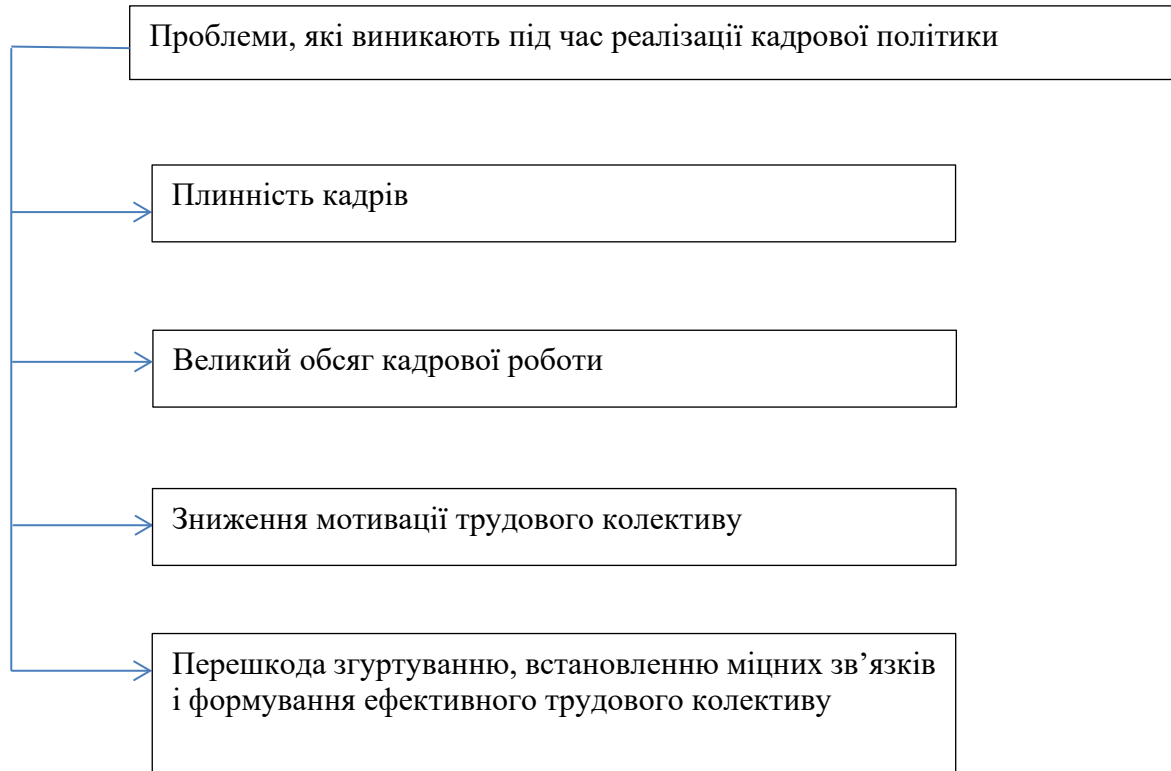 Проблеми, які виникають під час реалізації кадрової політики
Плинність кадрів
Великий обсяг кадрової роботи
Зниження мотивації трудового колективу
Перешкода згуртуванню, встановленню міцних зв’язків
і формування ефективного трудового колективу